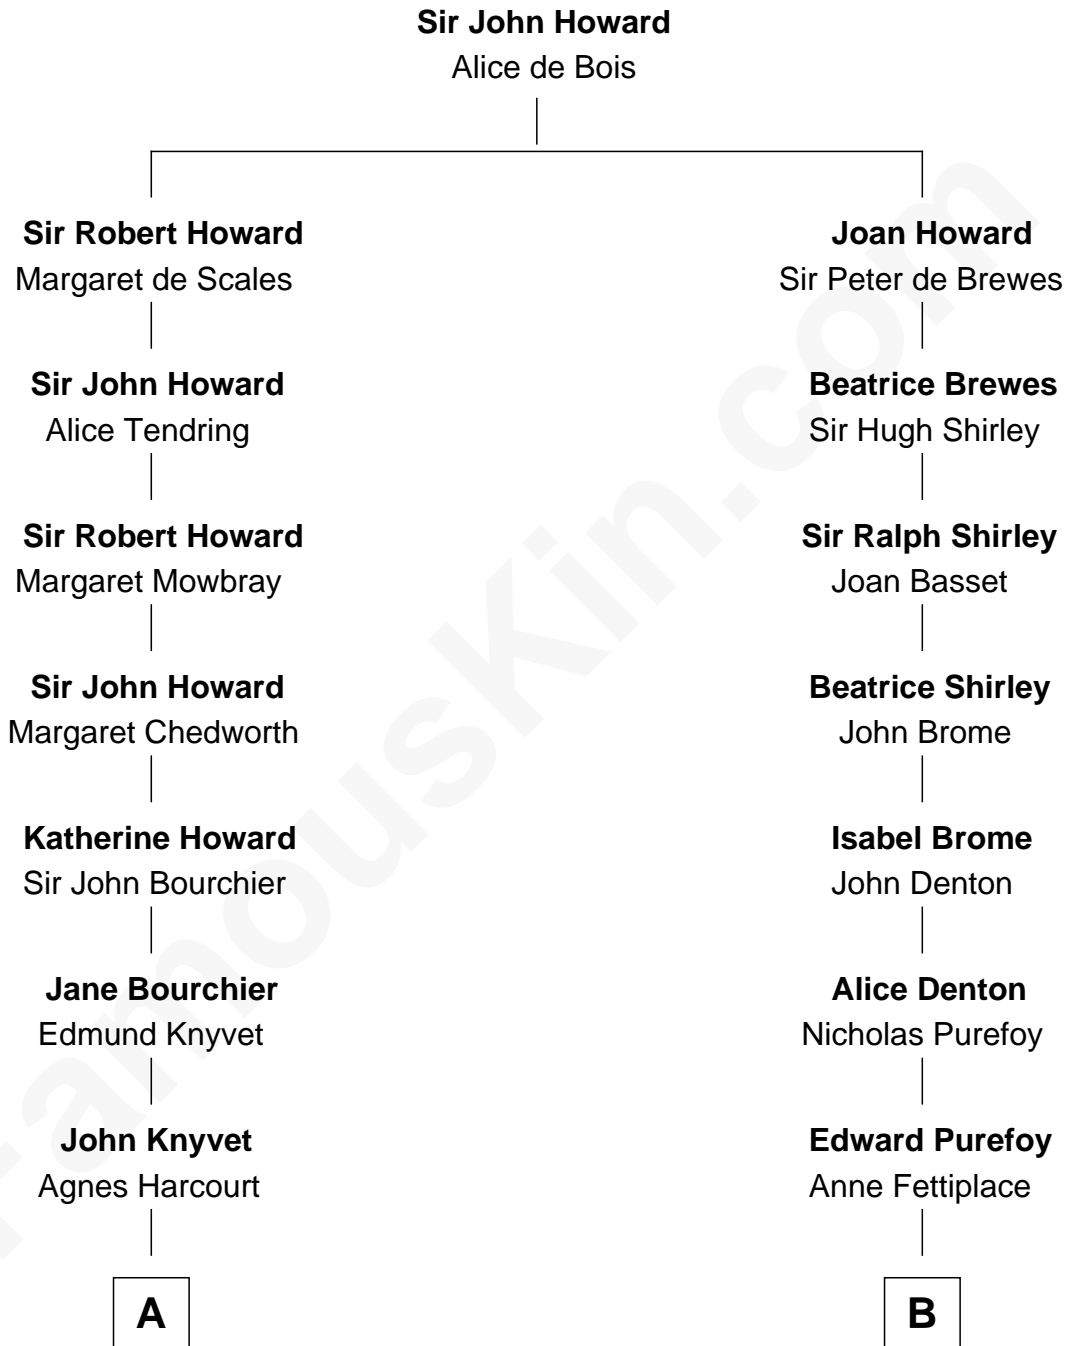 Sir John Howard
Alice de Bois
Sir Robert Howard
Margaret de Scales
Joan Howard
Sir Peter de Brewes
Sir John Howard
Alice Tendring
Beatrice Brewes
Sir Hugh Shirley
Sir Robert Howard
Margaret Mowbray
Sir Ralph Shirley
Joan Basset
Sir John Howard
Margaret Chedworth
Beatrice Shirley
John Brome
Katherine Howard
Sir John Bourchier
Isabel Brome
John Denton
Jane Bourchier
Edmund Knyvet
Alice Denton
Nicholas Purefoy
John Knyvet
Agnes Harcourt
Edward Purefoy
Anne Fettiplace
A
B
FamousKin.com